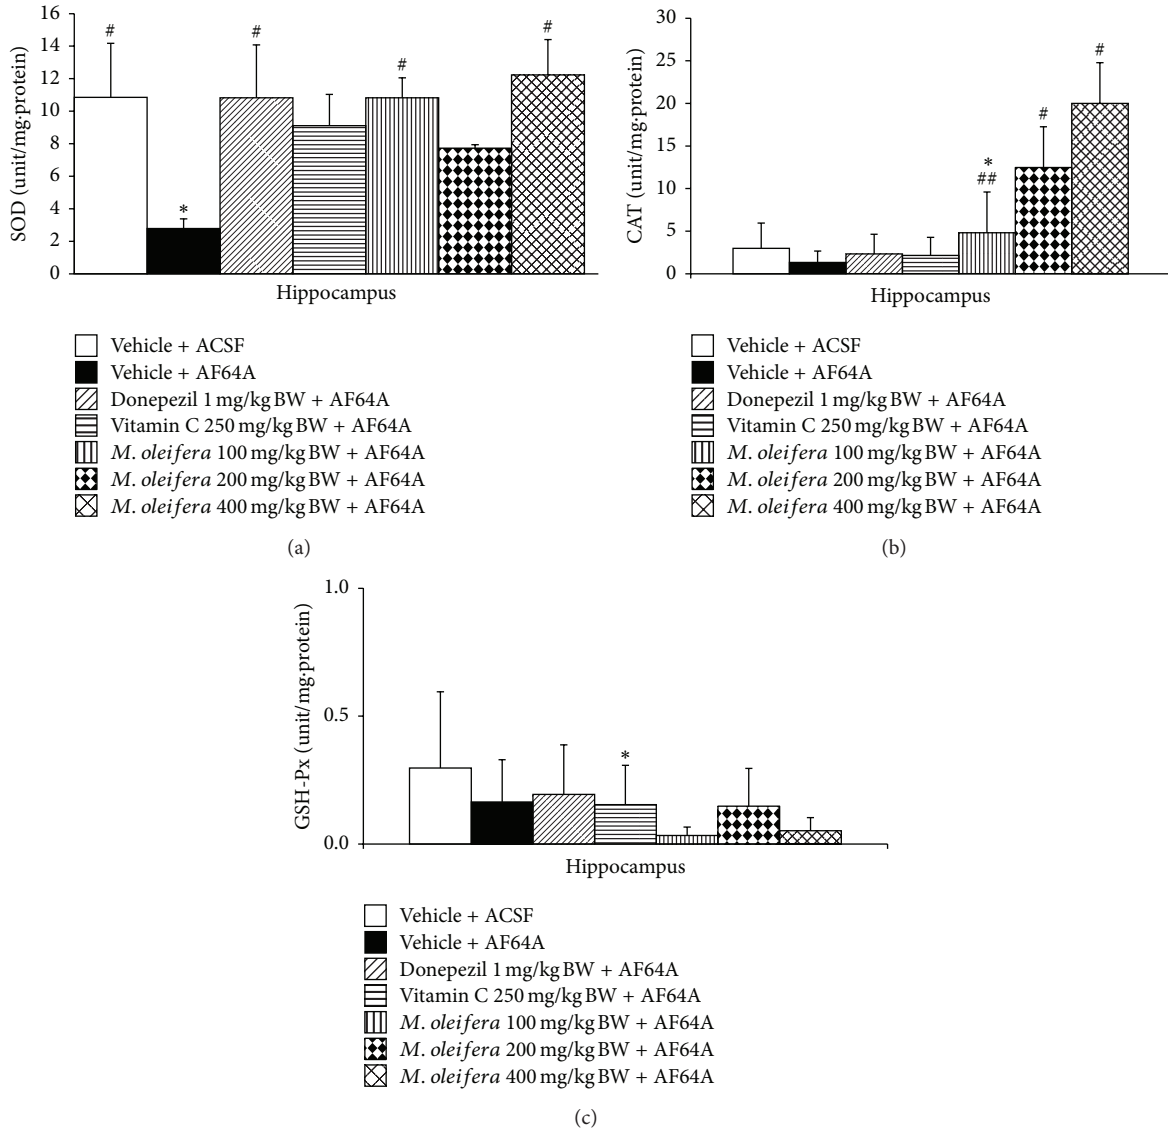 SOD (unit/mg·protein)
16
14
12
10
8
6
4
2
0
#
*
#
#
#
Hippocampus
Vehicle + ACSF
Vehicle + AF64A
Donepezil 1 mg/kg BW + AF64A
Vitamin C 250 mg/kg BW + AF64A
M. oleifera 100 mg/kg BW + AF64A
M. oleifera 200 mg/kg BW + AF64A
M. oleifera 400 mg/kg BW + AF64A
(a)
CAT (unit/mg·protein)
30
25
20
15
10
5
0
*
##
#
#
Hippocampus
Vehicle + ACSF
Vehicle + AF64A
Donepezil 1 mg/kg BW + AF64A
Vitamin C 250 mg/kg BW + AF64A
M. oleifera 100 mg/kg BW + AF64A
M. oleifera 200 mg/kg BW + AF64A
M. oleifera 400 mg/kg BW + AF64A
(b)
GSH-Px (unit/mg·protein)
1.0
0.5
0.0
*
Hippocampus
Vehicle + ACSF
Vehicle + AF64A
Donepezil 1 mg/kg BW + AF64A
Vitamin C 250 mg/kg BW + AF64A
M. oleifera 100 mg/kg BW + AF64A
M. oleifera 200 mg/kg BW + AF64A
M. oleifera 400 mg/kg BW + AF64A
(c)